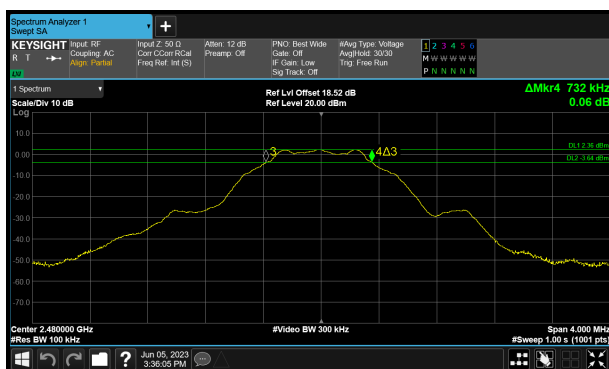 Spectrum Analyzer 1
Swept SA
+
KEYSIGHT
R T
LXI
Input: RF
Coupling: AC
Align: Partial
Input Z: 50 Ω
Corr CCorr RCal
Freq Ref: Int (S)
Atten: 12 dB
Preamp: Off
PNO: Best Wide
Gate: Off
IF Gain: Low
Sig Track: Off
#Avg Type: Voltage
Avg|Hold: 30/30
Trig: Free Run
1 2 3 4 5 6
M W W W W W
P N N N N N
1 Spectrum
Scale/Div 10 dB
Log
Ref Lvl Offset 18.52 dB
Ref Level 20.00 dBm
ΔMkr4 732 kHz
0.06 dB
10.0
0.00
-10.0
-20.0
-30.0
-40.0
-50.0
-60.0
-70.0
3
4Δ3
DL1 2.36 dBm
DL2 -3.64 dBm
Center 2.480000 GHz
#Res BW 100 kHz
#Video BW 300 kHz
Span 4.000 MHz
#Sweep 1.00 s (1001 pts)
?
Jun 05, 2023
3:36:05 PM